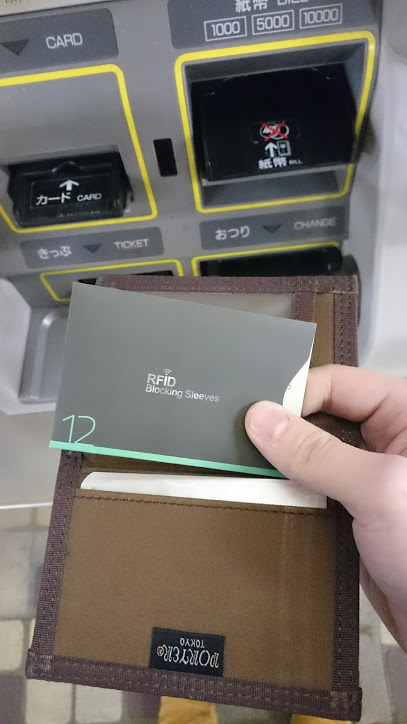 CARD
紙幣 BILL
1000 5000 10000
カード CARD
紙幣 BILL
きっぷ TICKET
おつり CHANGE
RFiD
Blocking Sleeves
12
PORTER®
TOKYO